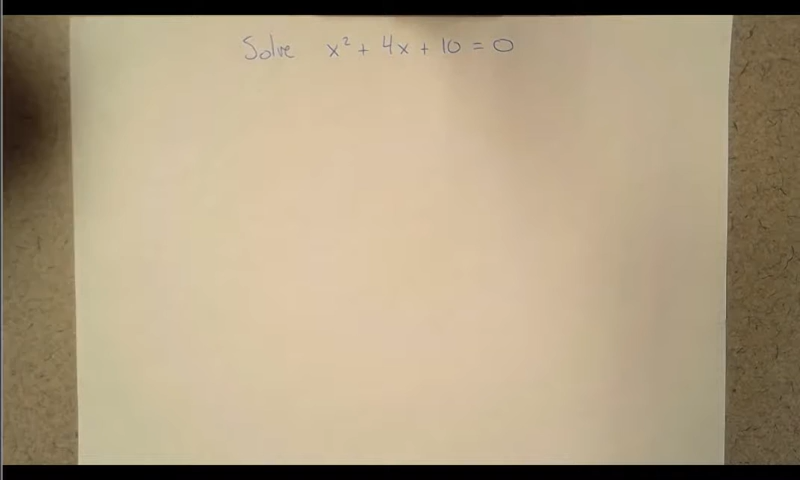 Solve x² + 4x + 10 = 0